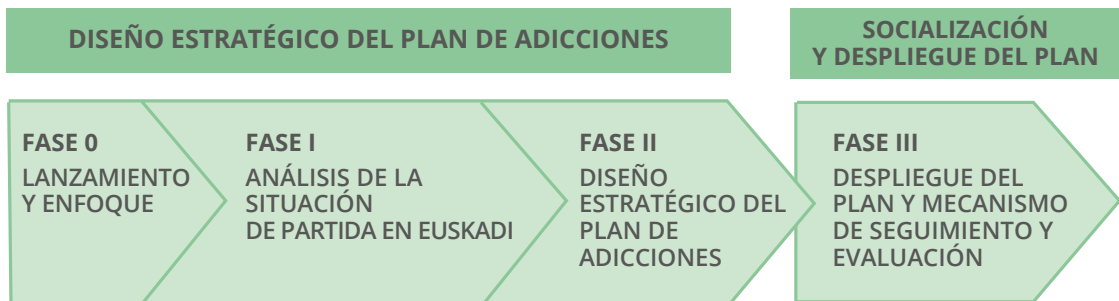 DISEÑO ESTRATÉGICO DEL PLAN DE ADICCIONES
SOCIALIZACIÓN
Y DESPLIEGUE DEL PLAN
FASE 0
LANZAMIENTO
Y ENFOQUE
FASE I
ANÁLISIS DE LA
SITUACIÓN
DE PARTIDA EN EUSKADI
FASE II
DISEÑO
ESTRATÉGICO DEL
PLAN DE
ADICCIONES
FASE III
DESPLIEGUE DEL
PLAN Y MECANISMO
DE SEGUIMIENTO Y
EVALUACIÓN